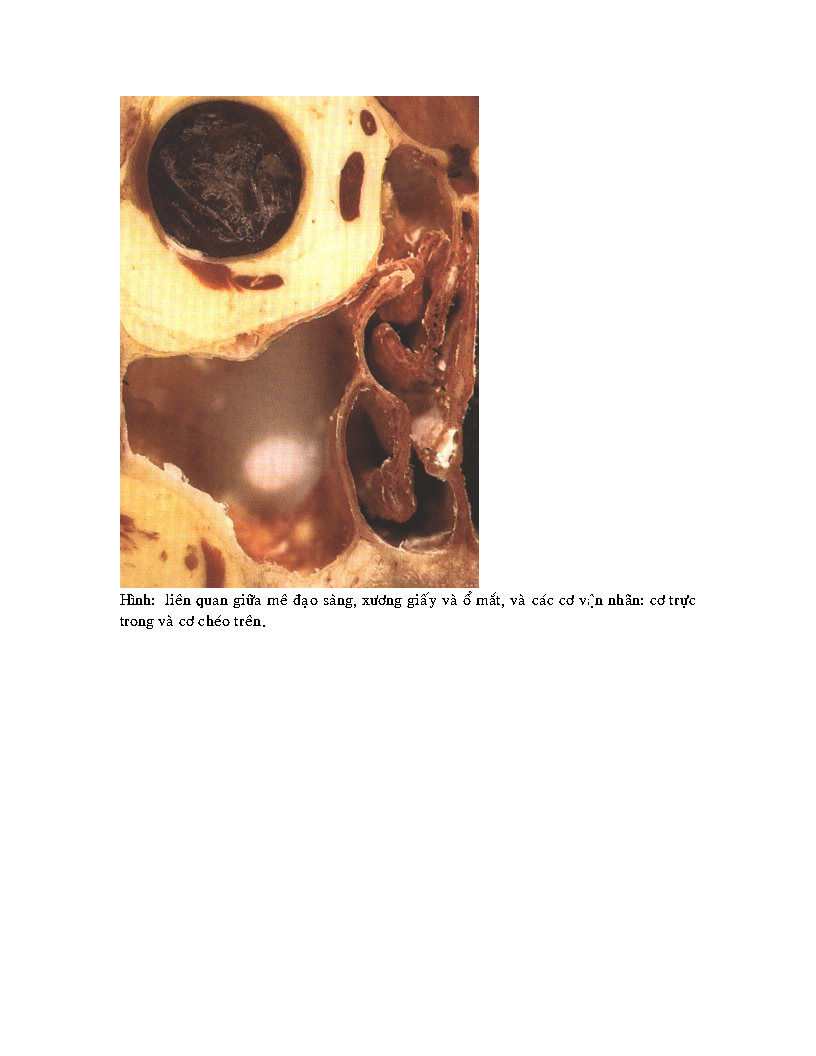 Hình:  liên quan giữa mê đạo sàng, xương giấy và ổ mắt, và các cơ vận nhãn: cơ trực
trong và cơ chéo trên.